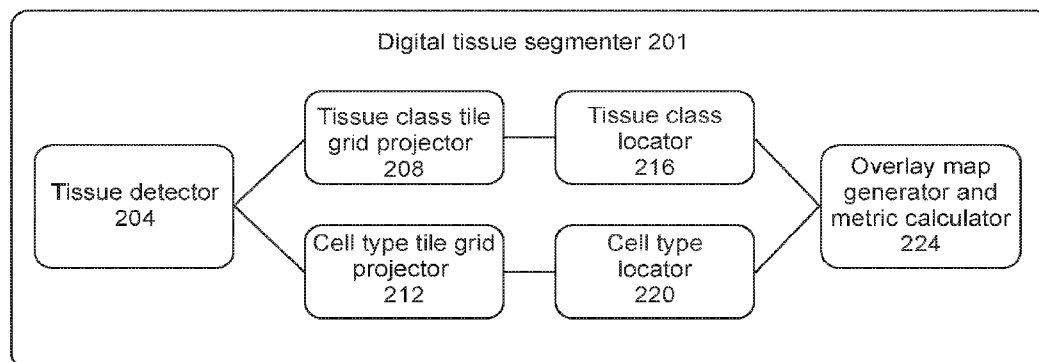 Digital tissue segmenter 201
Tissue detector
204
Tissue class tile
grid projector
208
Tissue class
locator
216
Cell type tile grid
projector
212
Cell type
locator
220
Overlay map
generator and
metric calculator
224